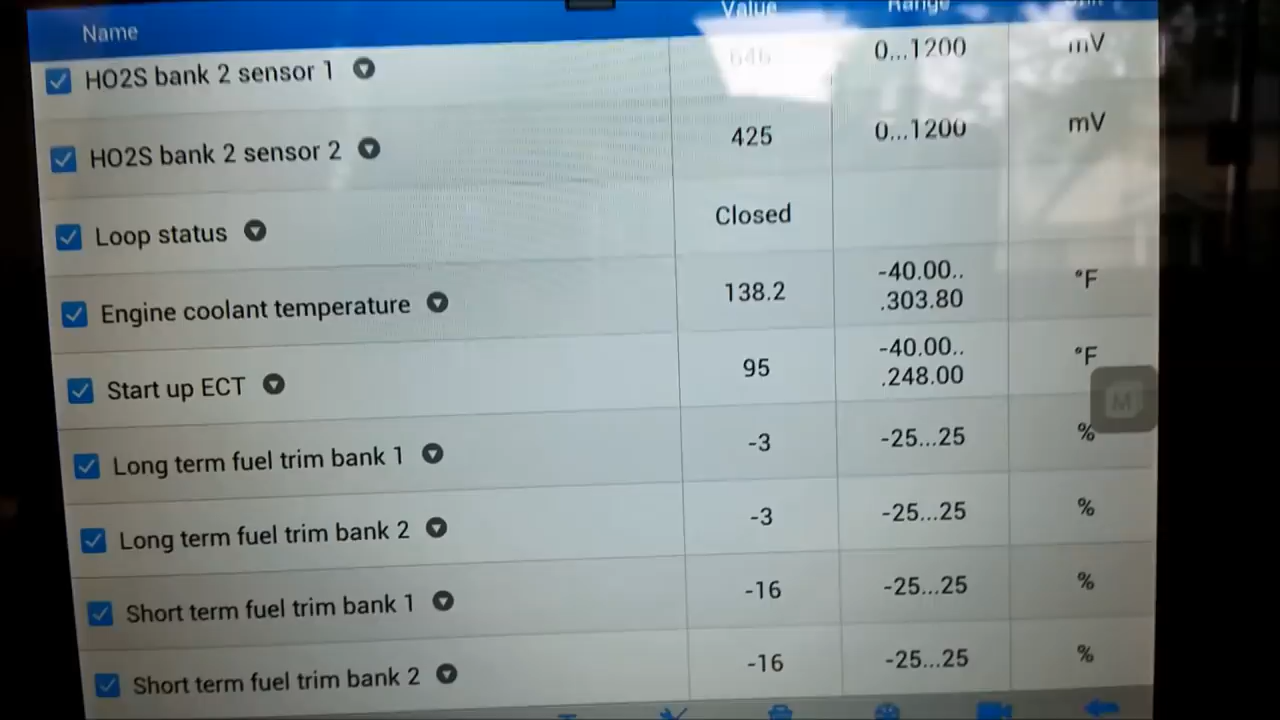 Name Value Range
HO2S bank 2 sensor 1 646 0...1200 mV
HO2S bank 2 sensor 2 425 0...1200 mV
Loop status Closed
Engine coolant temperature 138.2 -40.00.. .303.80 °F
Start up ECT 95 -40.00.. .248.00 °F
M
Long term fuel trim bank 1 -3 -25...25 %
Long term fuel trim bank 2 -3 -25...25 %
Short term fuel trim bank 1 -16 -25...25 %
Short term fuel trim bank 2 -16 -25...25 %